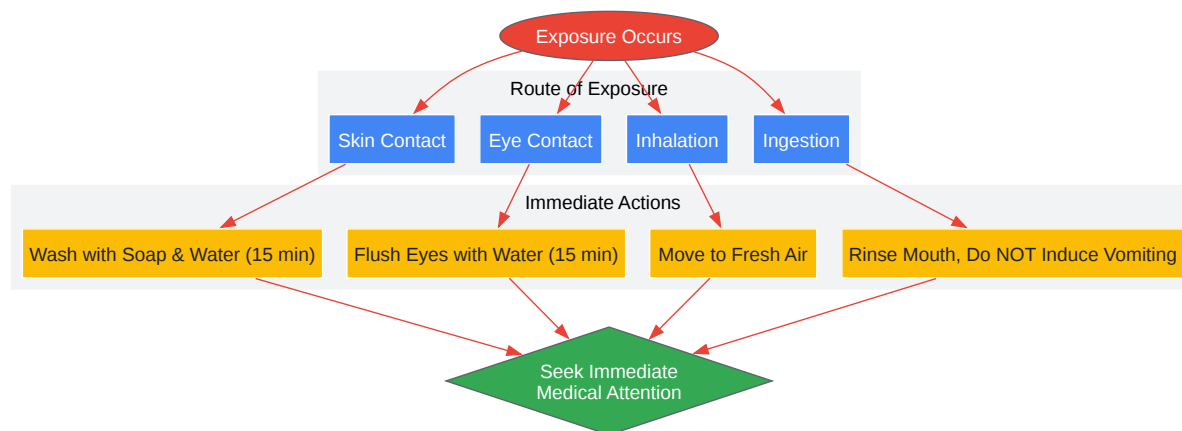 Exposure Occurs
Route of Exposure
Skin Contact
Eye Contact
Inhalation
Ingestion
Immediate Actions
Wash with Soap & Water (15 min)
Flush Eyes with Water (15 min)
Move to Fresh Air
Rinse Mouth, Do NOT Induce Vomiting
Seek Immediate
Medical Attention